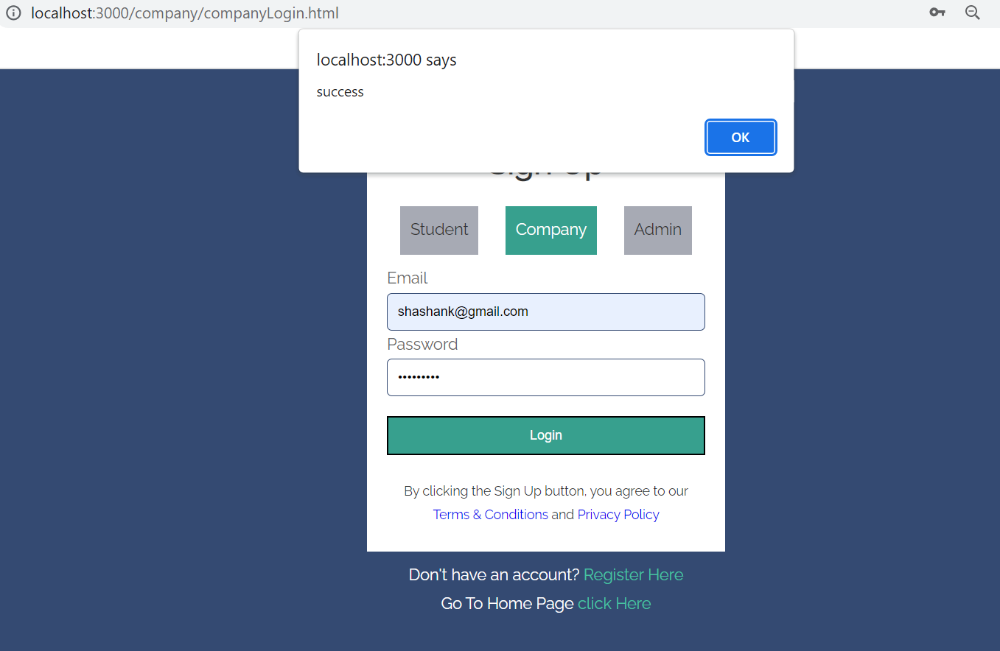 localhost:3000/company/companyLogin.html
localhost:3000 says
success
OK
Sign Up
Student Company Admin
Email
shashank@gmail.com
Password
•••••••••
Login
By clicking the Sign Up button, you agree to our
Terms & Conditions and Privacy Policy
Don't have an account? Register Here
Go To Home Page click Here